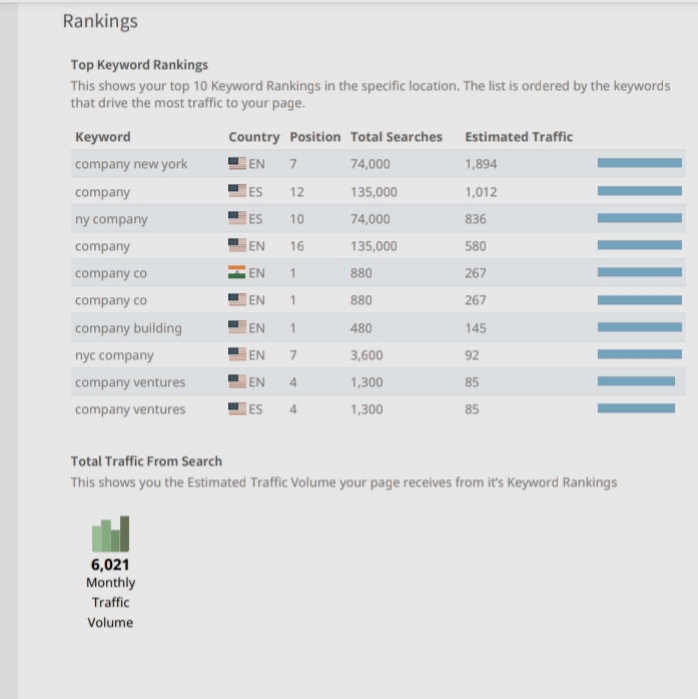 Rankings
Top Keyword Rankings
This shows your top 10 Keyword Rankings in the specific location. The list is ordered by the keywords
that drive the most traffic to your page.
Keyword Country Position Total Searches Estimated Traffic
company new york EN 7 74,000 1,894
company ES 12 135,000 1,012
ny company ES 10 74,000 836
company EN 16 135,000 580
company co EN 1 880 267
company co EN 1 880 267
company building EN 1 480 145
nyc company EN 7 3,600 92
company ventures EN 4 1,300 85
company ventures ES 4 1,300 85
Total Traffic From Search
This shows you the Estimated Traffic Volume your page receives from it's Keyword Rankings
6,021
Monthly
Traffic
Volume